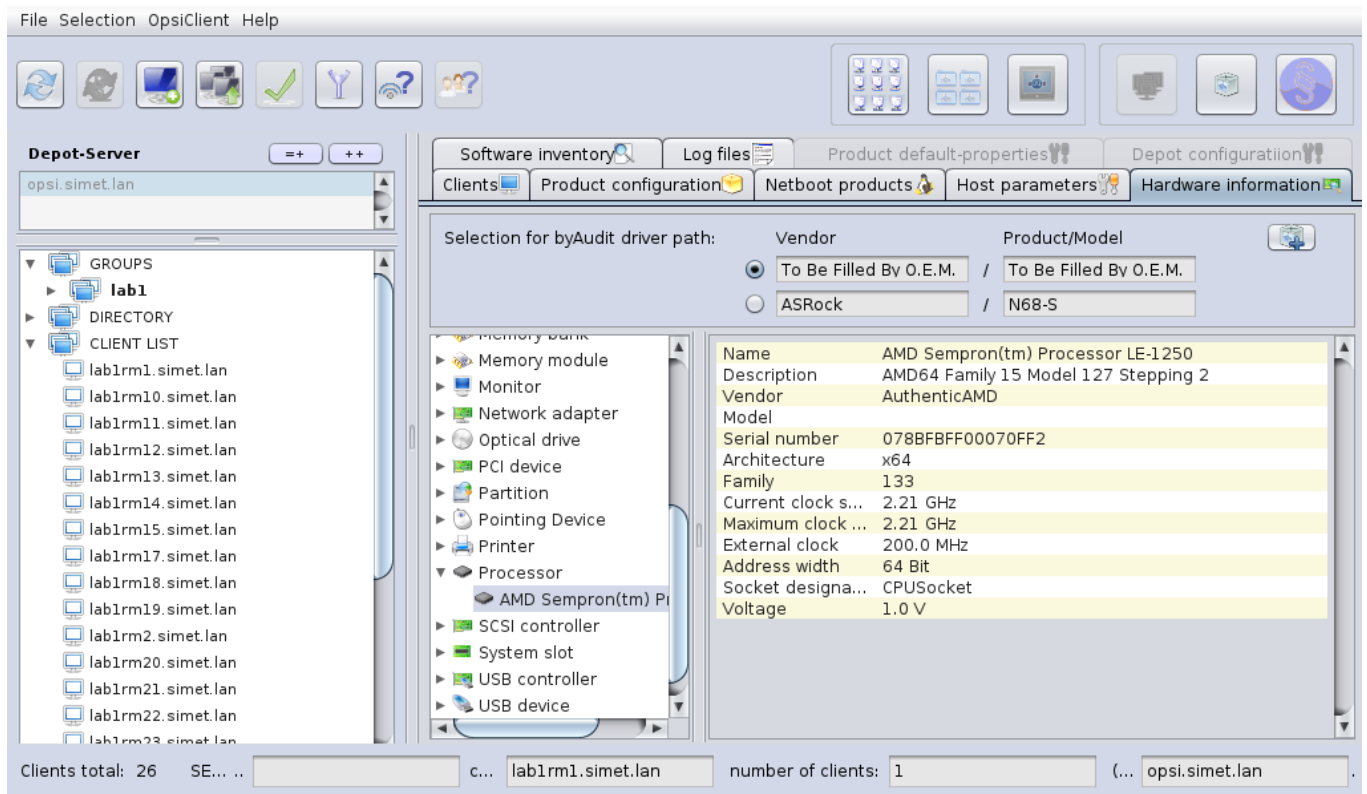 File Selection OpsiClient Help
Depot-Server =+ ++
opsi.simet.lan
GROUPS
lab1
DIRECTORY
CLIENT LIST
lab1rm1.simet.lan
lab1rm10.simet.lan
lab1rm11.simet.lan
lab1rm12.simet.lan
lab1rm13.simet.lan
lab1rm14.simet.lan
lab1rm15.simet.lan
lab1rm17.simet.lan
lab1rm18.simet.lan
lab1rm19.simet.lan
lab1rm2.simet.lan
lab1rm20.simet.lan
lab1rm21.simet.lan
lab1rm22.simet.lan
lab1rm23.simet.lan
Software inventory Log files Product default-properties Depot configuratiion
Clients Product configuration Netboot products Host parameters Hardware information
Selection for byAudit driver path: Vendor Product/Model
To Be Filled By O.E.M. / To Be Filled By O.E.M.
ASRock / N68-S
Memory bank
Memory module
Monitor
Network adapter
Optical drive
PCI device
Partition
Pointing Device
Printer
Processor
AMD Sempron(tm) Pr
SCSI controller
System slot
USB controller
USB device
Name AMD Sempron(tm) Processor LE-1250
Description AMD64 Family 15 Model 127 Stepping 2
Vendor AuthenticAMD
Model
Serial number 078BFBFF00070FF2
Architecture x64
Family 133
Current clock s... 2.21 GHz
Maximum clock ... 2.21 GHz
External clock 200.0 MHz
Address width 64 Bit
Socket designa... CPUSocket
Voltage 1.0 V
Clients total: 26 SE... .. c... lab1rm1.simet.lan number of clients: 1 (... opsi.simet.lan .